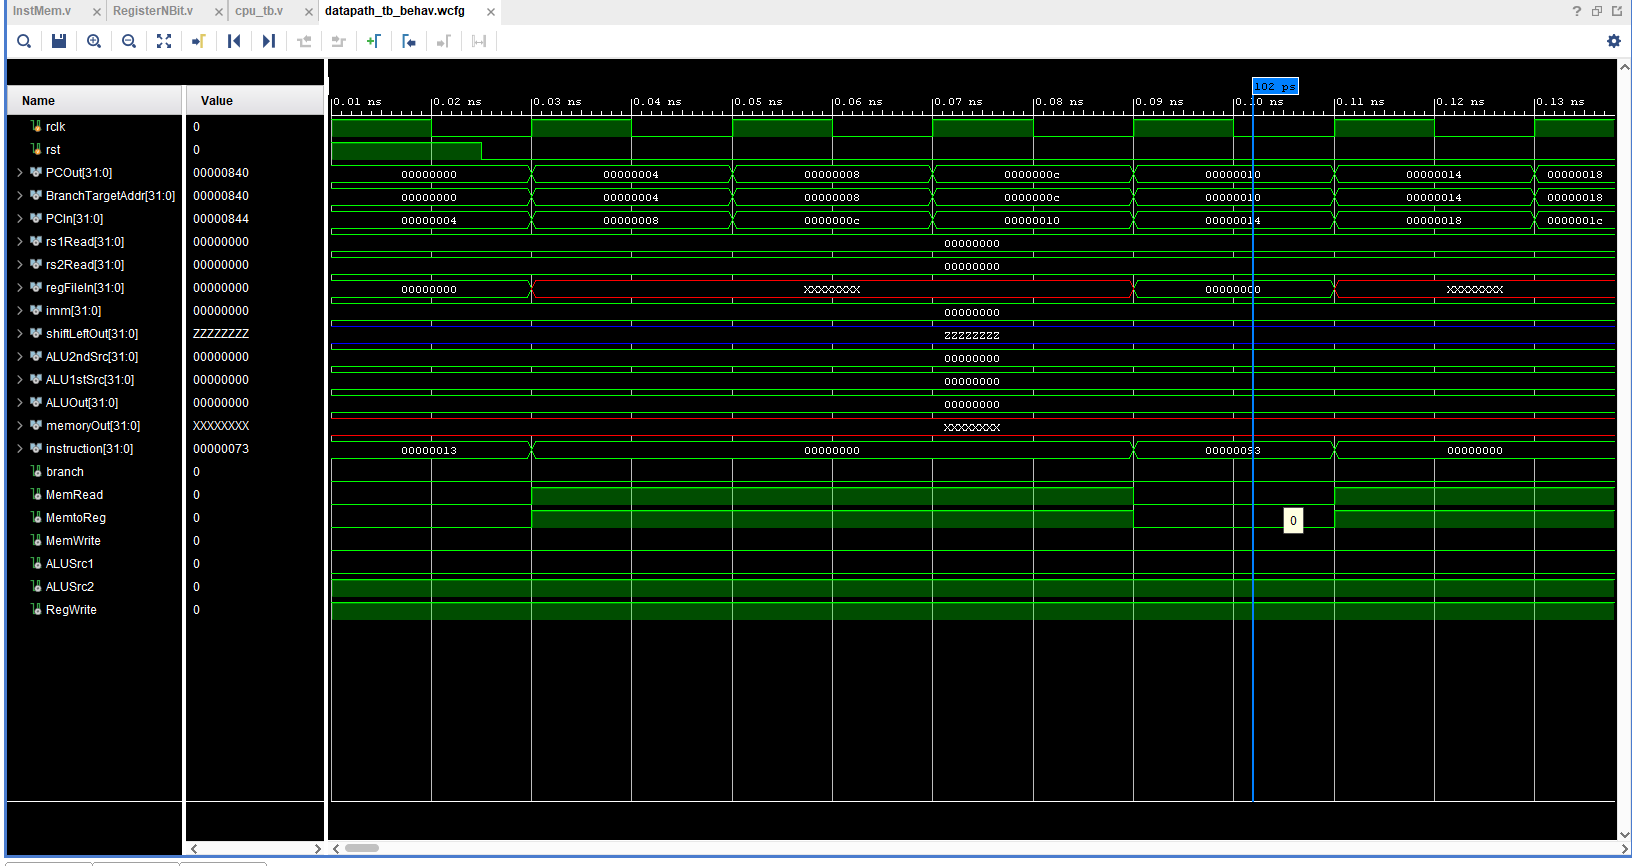 InstMem.v × RegisterNBit.v × cpu_tb.v × datapath_tb_behav.wcfg × ?
102 ps
Name Value 0.01 ns 0.02 ns 0.03 ns 0.04 ns 0.05 ns 0.06 ns 0.07 ns 0.08 ns 0.09 ns 0.10 ns 0.11 ns 0.12 ns 0.13 ns
rclk 0
rst 0
PCOut[31:0] 00000840 00000000 00000004 00000008 0000000c 00000010 00000014 00000018
BranchTargetAddr[31:0] 00000840 00000000 00000004 00000008 0000000c 00000010 00000014 00000018
PCIn[31:0] 00000844 00000004 00000008 0000000c 00000010 00000014 00000018 0000001c
rs1Read[31:0] 00000000 00000000
rs2Read[31:0] 00000000 00000000
regFileIn[31:0] 00000000 00000000 XXXXXXXX 00000000 XXXXXXXX
imm[31:0] 00000000 00000000
shiftLeftOut[31:0] ZZZZZZZZ ZZZZZZZZ
ALU2ndSrc[31:0] 00000000 00000000
ALU1stSrc[31:0] 00000000 00000000
ALUOut[31:0] 00000000 00000000
memoryOut[31:0] XXXXXXXX XXXXXXXX
instruction[31:0] 00000073 00000013 00000000 00000093 00000000
branch 0
MemRead 0
MemtoReg 0 0
MemWrite 0
ALUSrc1 0
ALUSrc2 0
RegWrite 0